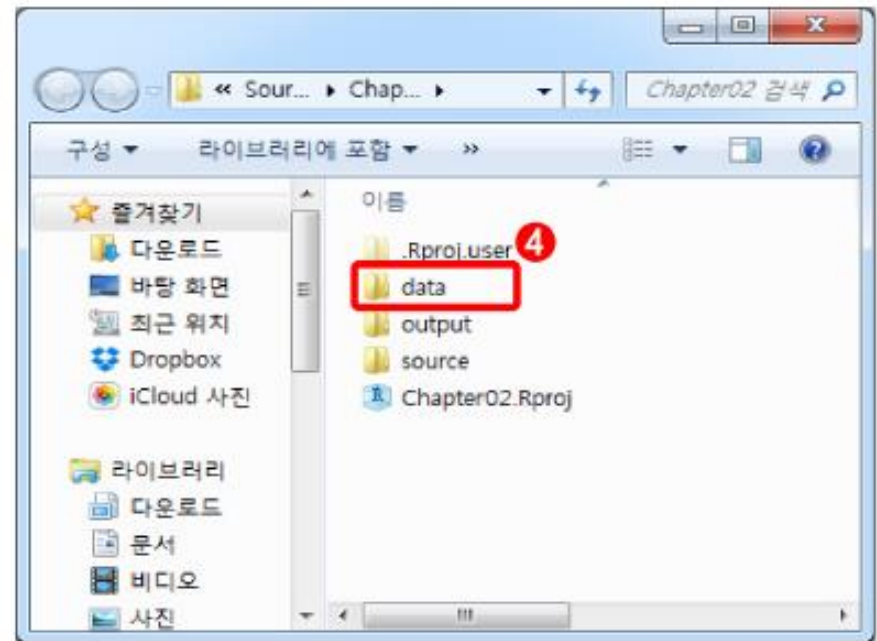 « Sour... ▸ Chap... ▸
Chapter02 검색
구성 ▼ 라이브러리에 포함 ▼ »
즐겨찾기
다운로드
바탕 화면
최근 위치
Dropbox
iCloud 사진
라이브러리
다운로드
문서
비디오
사진
이름
.Rproj.user
4
data
output
source
Chapter02.Rproj